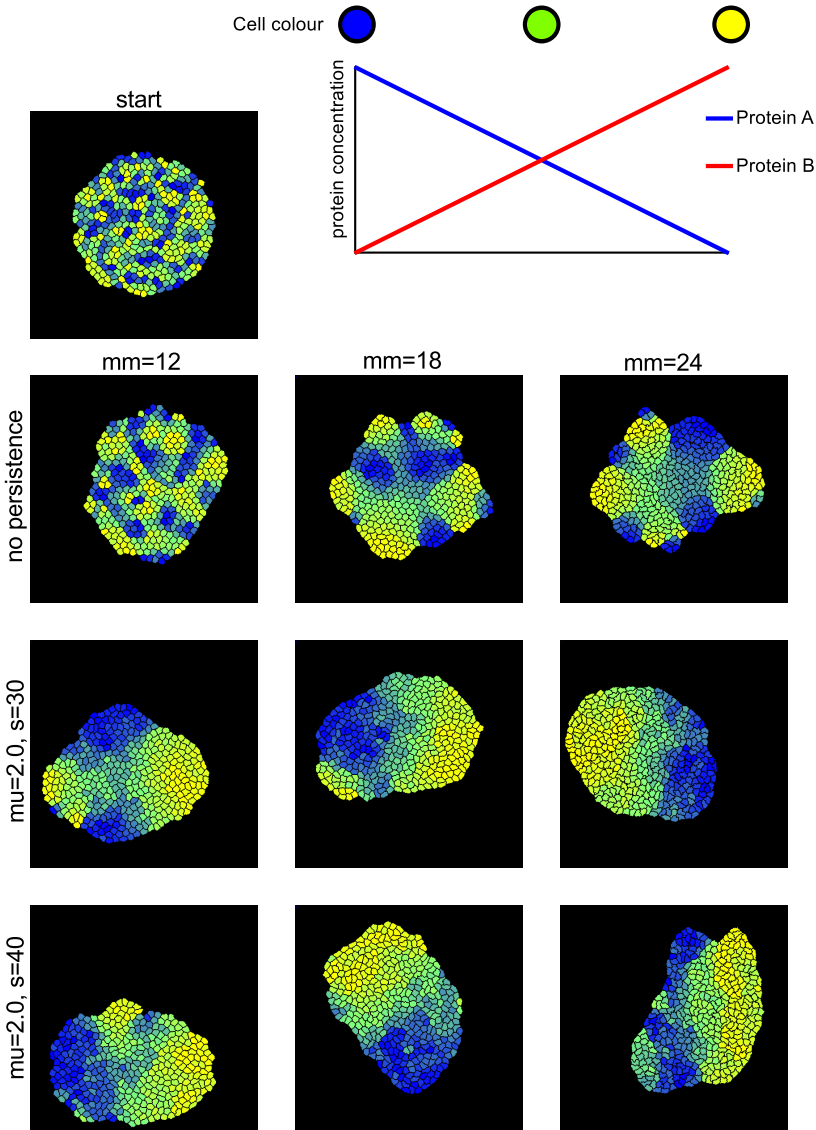 Cell colour
protein concentration
Protein A
Protein B
start
mm=12
mm=18
mm=24
no persistence
mu=2.0, s=30
mu=2.0, s=40